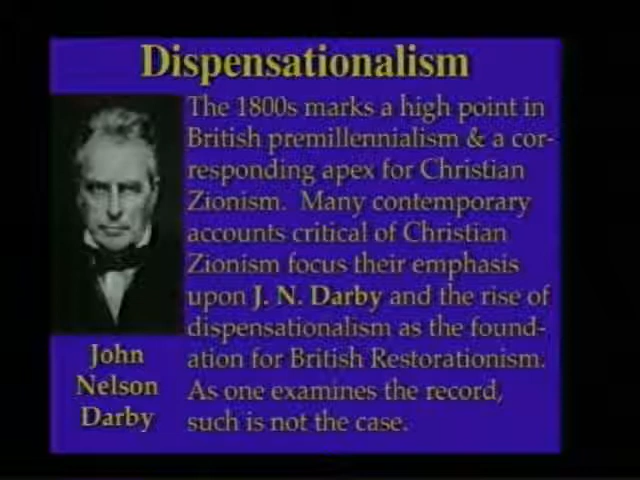 Dispensationalism
The 1800s marks a high point in
British premillennialism & a cor-
responding apex for Christian
Zionism. Many contemporary
accounts critical of Christian
Zionism focus their emphasis
upon J. N. Darby and the rise of
dispensationalism as the found-
ation for British Restorationism.
As one examines the record,
such is not the case.
John
Nelson
Darby